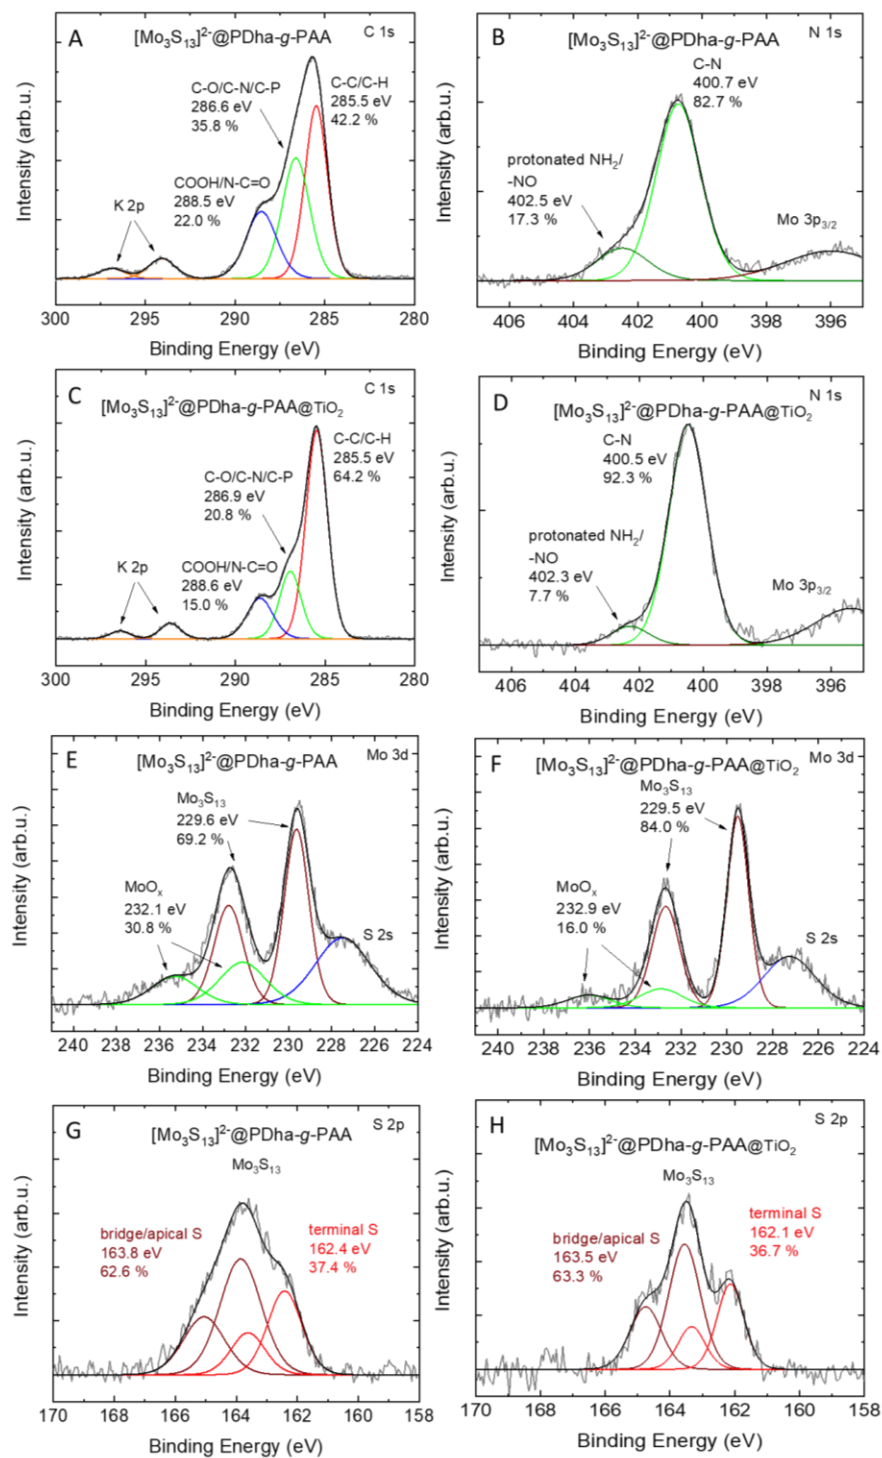 A
[Mo₃S₁₃]²⁻@PDha-g-PAA
C 1s
C-O/C-N/C-P
286.6 eV
35.8 %
C-C/C-H
285.5 eV
42.2 %
COOH/N-C=O
288.5 eV
22.0 %
K 2p
Intensity (arb.u.)
300 295 290 285 280
Binding Energy (eV)
B
[Mo₃S₁₃]²⁻@PDha-g-PAA
N 1s
C-N
400.7 eV
82.7 %
protonated NH₂/
-NO
402.5 eV
17.3 %
Mo 3p₃/₂
Intensity (arb.u.)
406 404 402 400 398 396
Binding Energy (eV)
C
C 1s
[Mo₃S₁₃]²⁻@PDha-g-PAA@TiO₂
C-C/C-H
285.5 eV
64.2 %
C-O/C-N/C-P
286.9 eV
20.8 %
COOH/N-C=O
288.6 eV
15.0 %
K 2p
Intensity (arb.u.)
300 295 290 285 280
Binding Energy (eV)
D
N 1s
[Mo₃S₁₃]²⁻@PDha-g-PAA@TiO₂
C-N
400.5 eV
92.3 %
protonated NH₂/
-NO
402.3 eV
7.7 %
Mo 3p₃/₂
Intensity (arb.u.)
406 404 402 400 398 396
Binding Energy (eV)
E
[Mo₃S₁₃]²⁻@PDha-g-PAA
Mo 3d
Mo₃S₁₃
229.6 eV
69.2 %
MoOₓ
232.1 eV
30.8 %
S 2s
Intensity (arb.u.)
240 238 236 234 232 230 228 226 224
Binding Energy (eV)
F
[Mo₃S₁₃]²⁻@PDha-g-PAA@TiO₂
Mo 3d
Mo₃S₁₃
229.5 eV
84.0 %
MoOₓ
232.9 eV
16.0 %
S 2s
Intensity (arb.u.)
240 238 236 234 232 230 228 226 224
Binding Energy (eV)
G
[Mo₃S₁₃]²⁻@PDha-g-PAA
S 2p
Mo₃S₁₃
bridge/apical S
163.8 eV
62.6 %
terminal S
162.4 eV
37.4 %
Intensity (arb.u.)
170 168 166 164 162 160 158
Binding Energy (eV)
H
S 2p
[Mo₃S₁₃]²⁻@PDha-g-PAA@TiO₂
Mo₃S₁₃
bridge/apical S
163.5 eV
63.3 %
terminal S
162.1 eV
36.7 %
Intensity (arb.u.)
170 168 166 164 162 160 158
Binding Energy (eV)